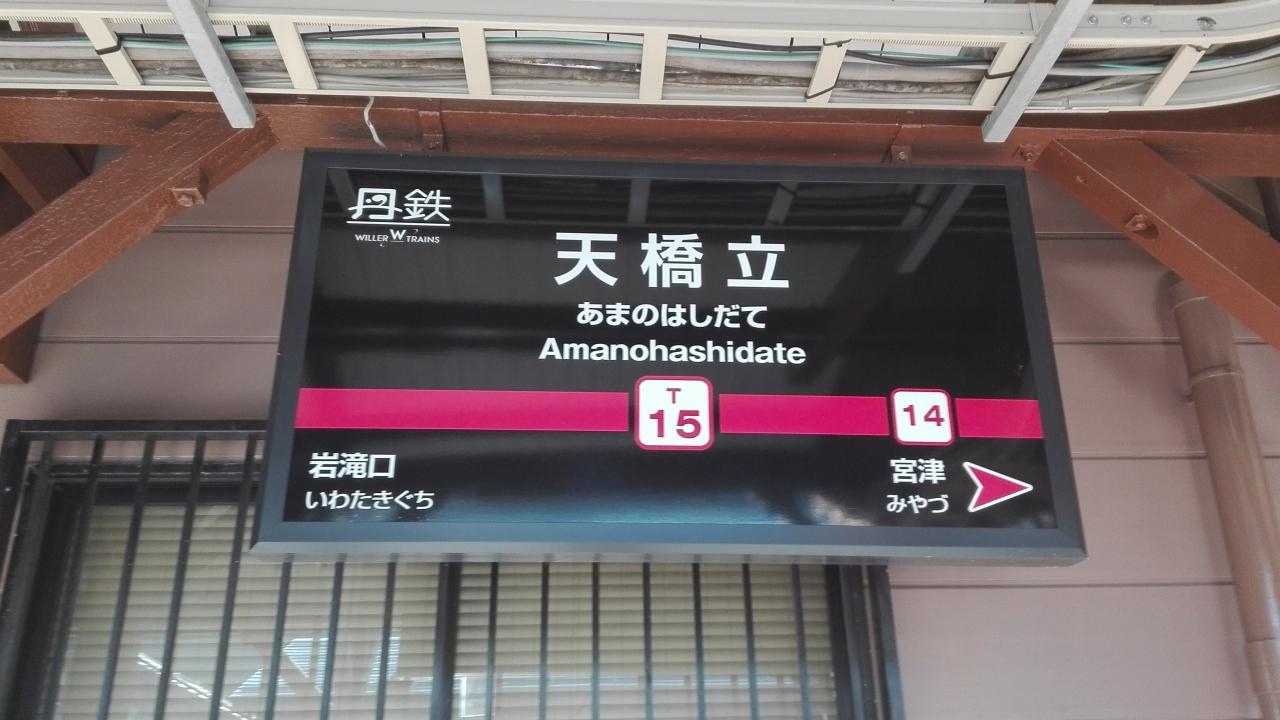 丹鉄
WILLER TRAINS
W
天橋立
あまのはしだて
Amanohashidate
T
15
14
岩滝口
いわたきぐち
宮津
みやづ